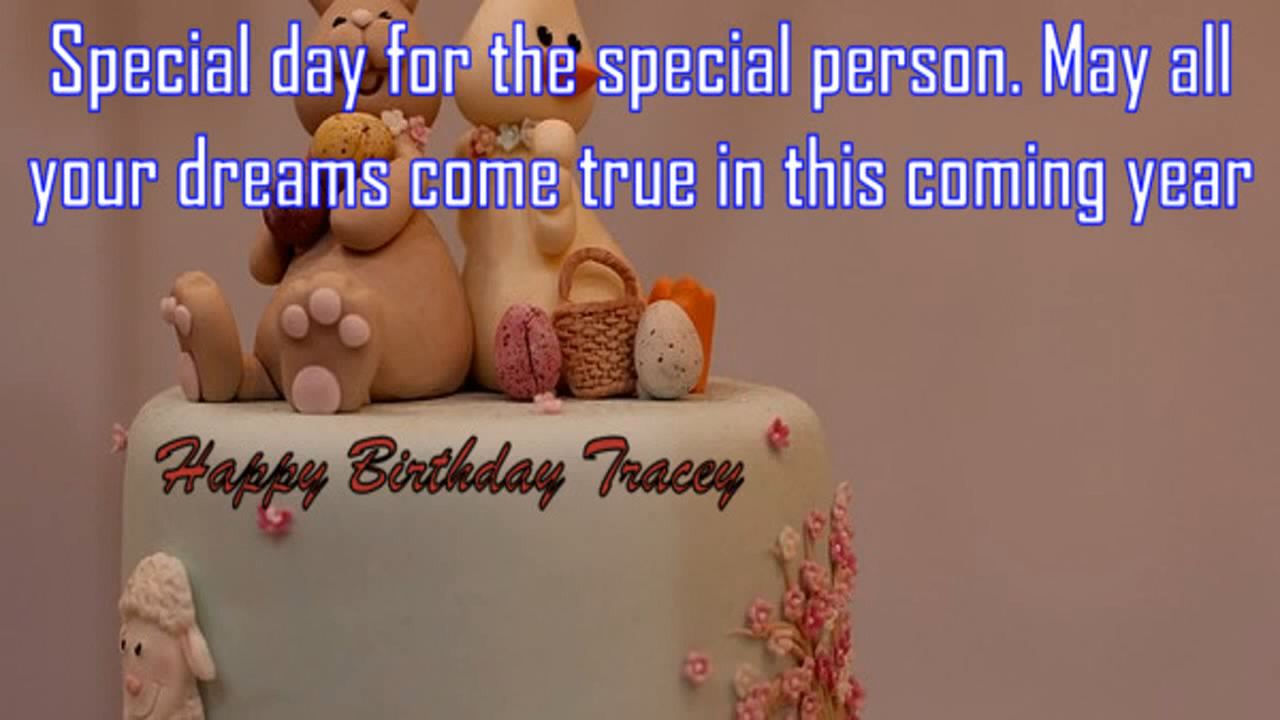 Special day for the special person. May all
your dreams come true in this coming year
Happy Birthday Tracey